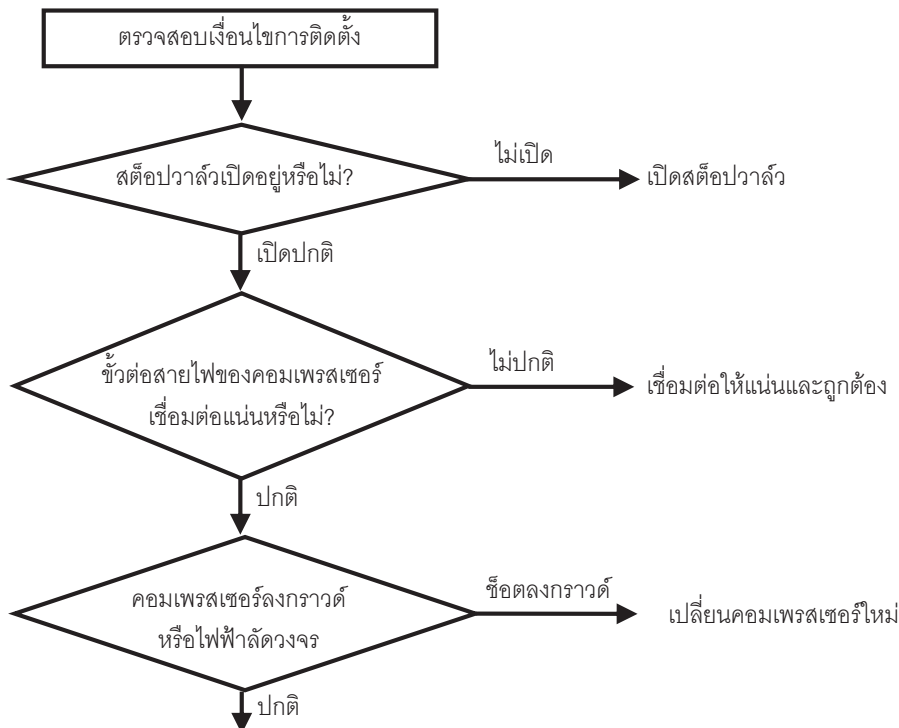 ตรวจสอบเงื่อนไขการติดตั้ง
สต็อปวาล์วเปิดอยู่หรือไม่?
ไม่เปิด
เปิดสต็อปวาล์ว
เปิดปกติ
ขั้วต่อสายไฟของคอมเพรสเซอร์
เชื่อมต่อแน่นหรือไม่?
ไม่ปกติ
เชื่อมต่อให้แน่นและถูกต้อง
ปกติ
คอมเพรสเซอร์ลงกราวด์
หรือไฟฟ้าลัดวงจร
ช็อตลงกราวด์
เปลี่ยนคอมเพรสเซอร์ใหม่
ปกติ